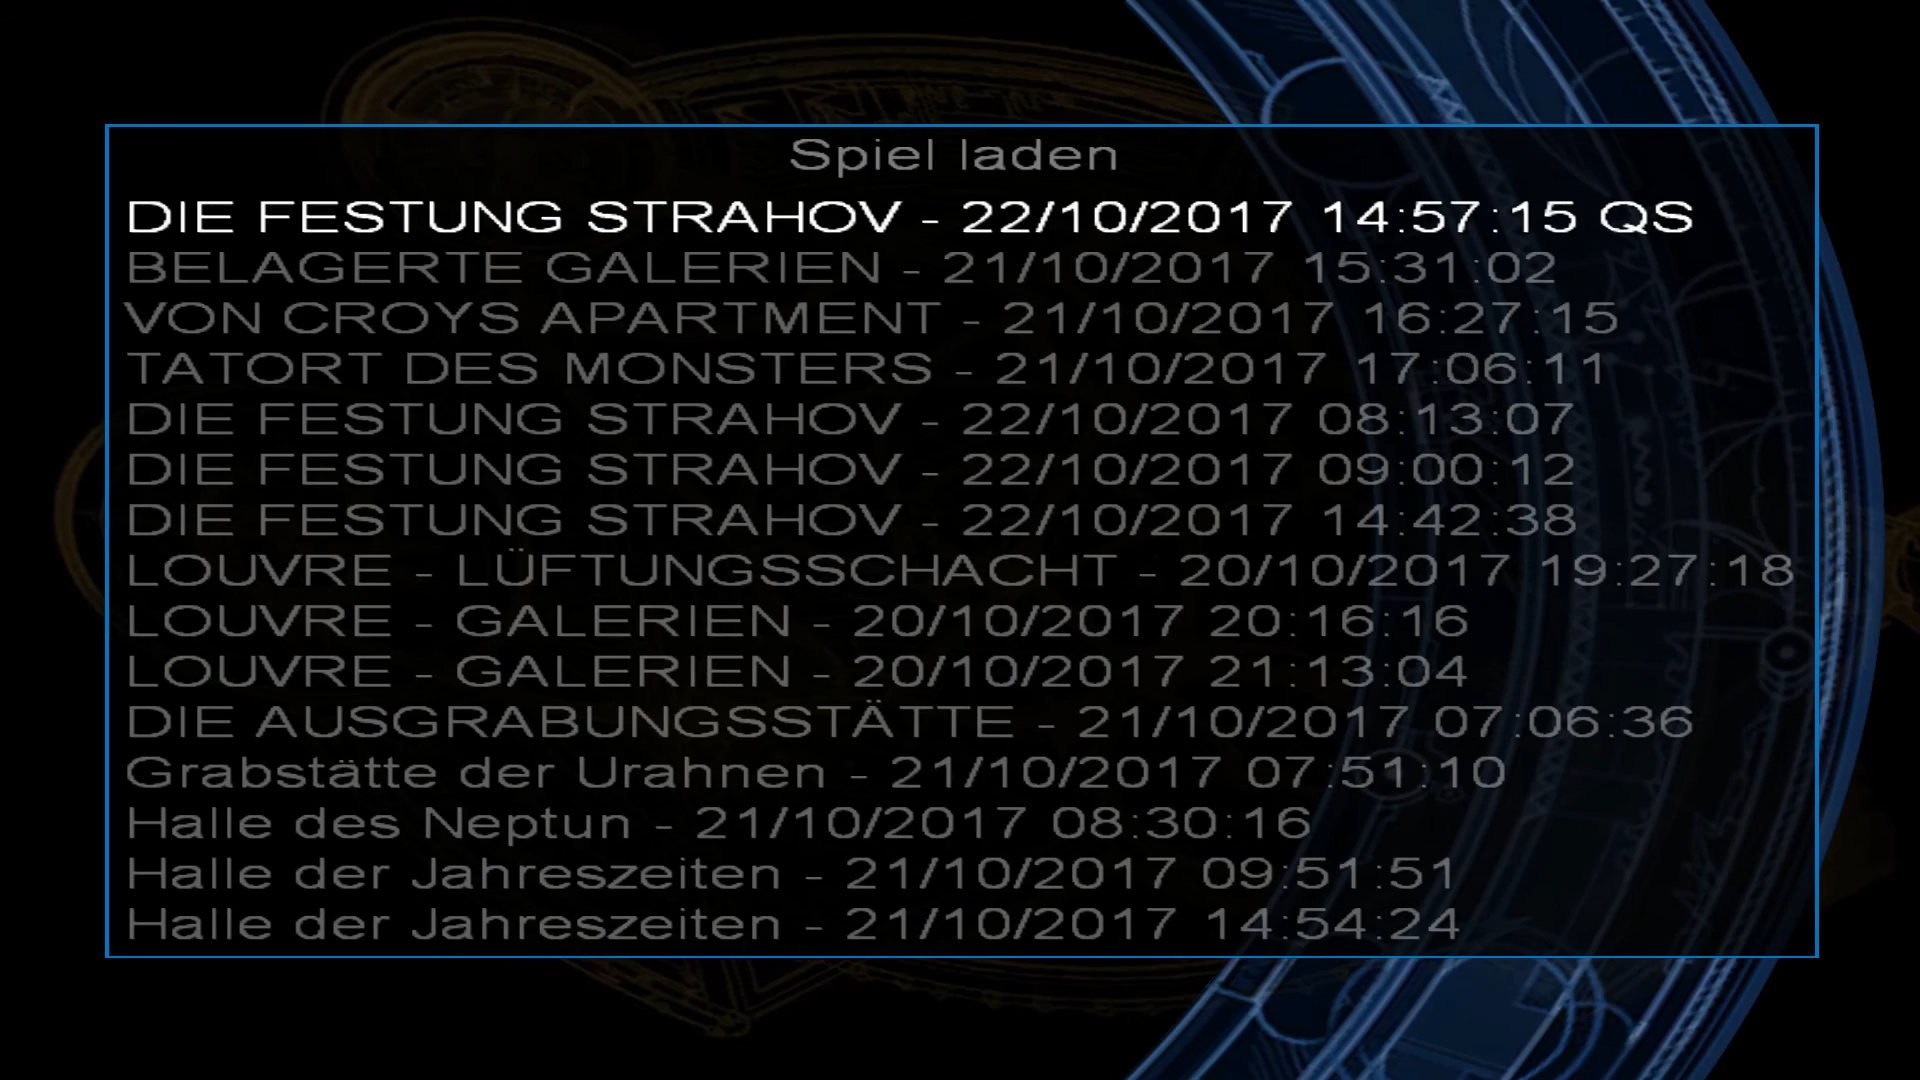 Spiel laden
DIE FESTUNG STRAHOV - 22/10/2017 14:57:15 QS
BELAGERTE GALERIEN - 21/10/2017 15:31:02
VON CROYS APARTMENT - 21/10/2017 16:27:15
TATORT DES MONSTERS - 21/10/2017 17:06:11
DIE FESTUNG STRAHOV - 22/10/2017 08:13:07
DIE FESTUNG STRAHOV - 22/10/2017 09:00:12
DIE FESTUNG STRAHOV - 22/10/2017 14:42:38
LOUVRE - LÜFTUNGSSCHACHT - 20/10/2017 19:27:18
LOUVRE - GALERIEN - 20/10/2017 20:16:16
LOUVRE - GALERIEN - 20/10/2017 21:13:04
DIE AUSGRABUNGSSTÄTTE - 21/10/2017 07:06:36
Grabstätte der Urahnen - 21/10/2017 07:51:10
Halle des Neptun - 21/10/2017 08:30:16
Halle der Jahreszeiten - 21/10/2017 09:51:51
Halle der Jahreszeiten - 21/10/2017 14:54:24